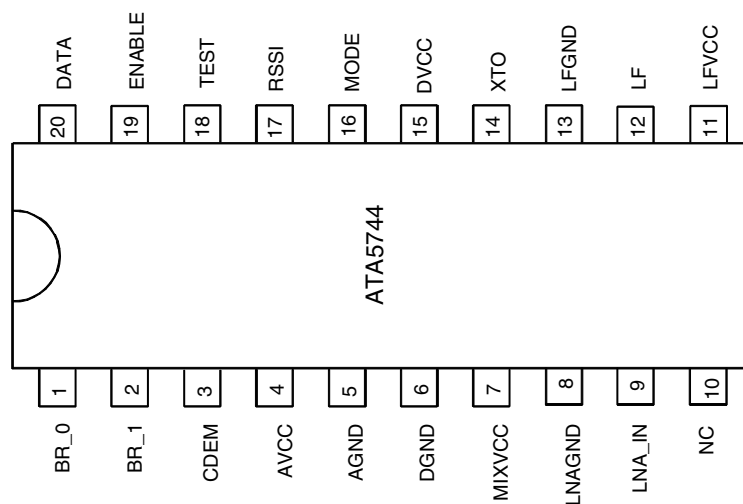 DATA
ENABLE
TEST
RSSI
MODE
DVCC
XTO
LFGND
LF
LFVCC
20
19
18
17
16
15
14
13
12
11
ATA5744
1
2
3
4
5
6
7
8
9
10
BR_0
BR_1
CDEM
AVCC
AGND
DGND
MIXVCC
LNAGND
LNA_IN
NC